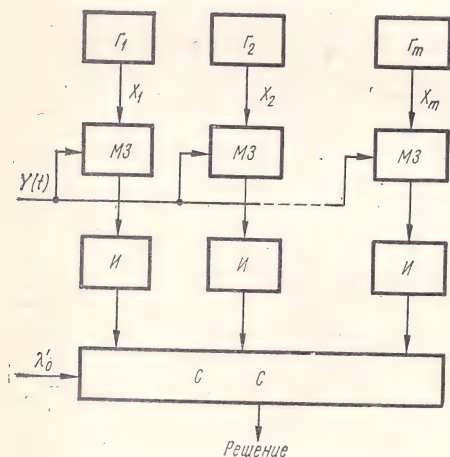 Г₁ Г₂ Гₘ
X₁ X₂ Xₘ
МЗ МЗ МЗ
Y(t)
И И И
λ'₀
С С
Решение